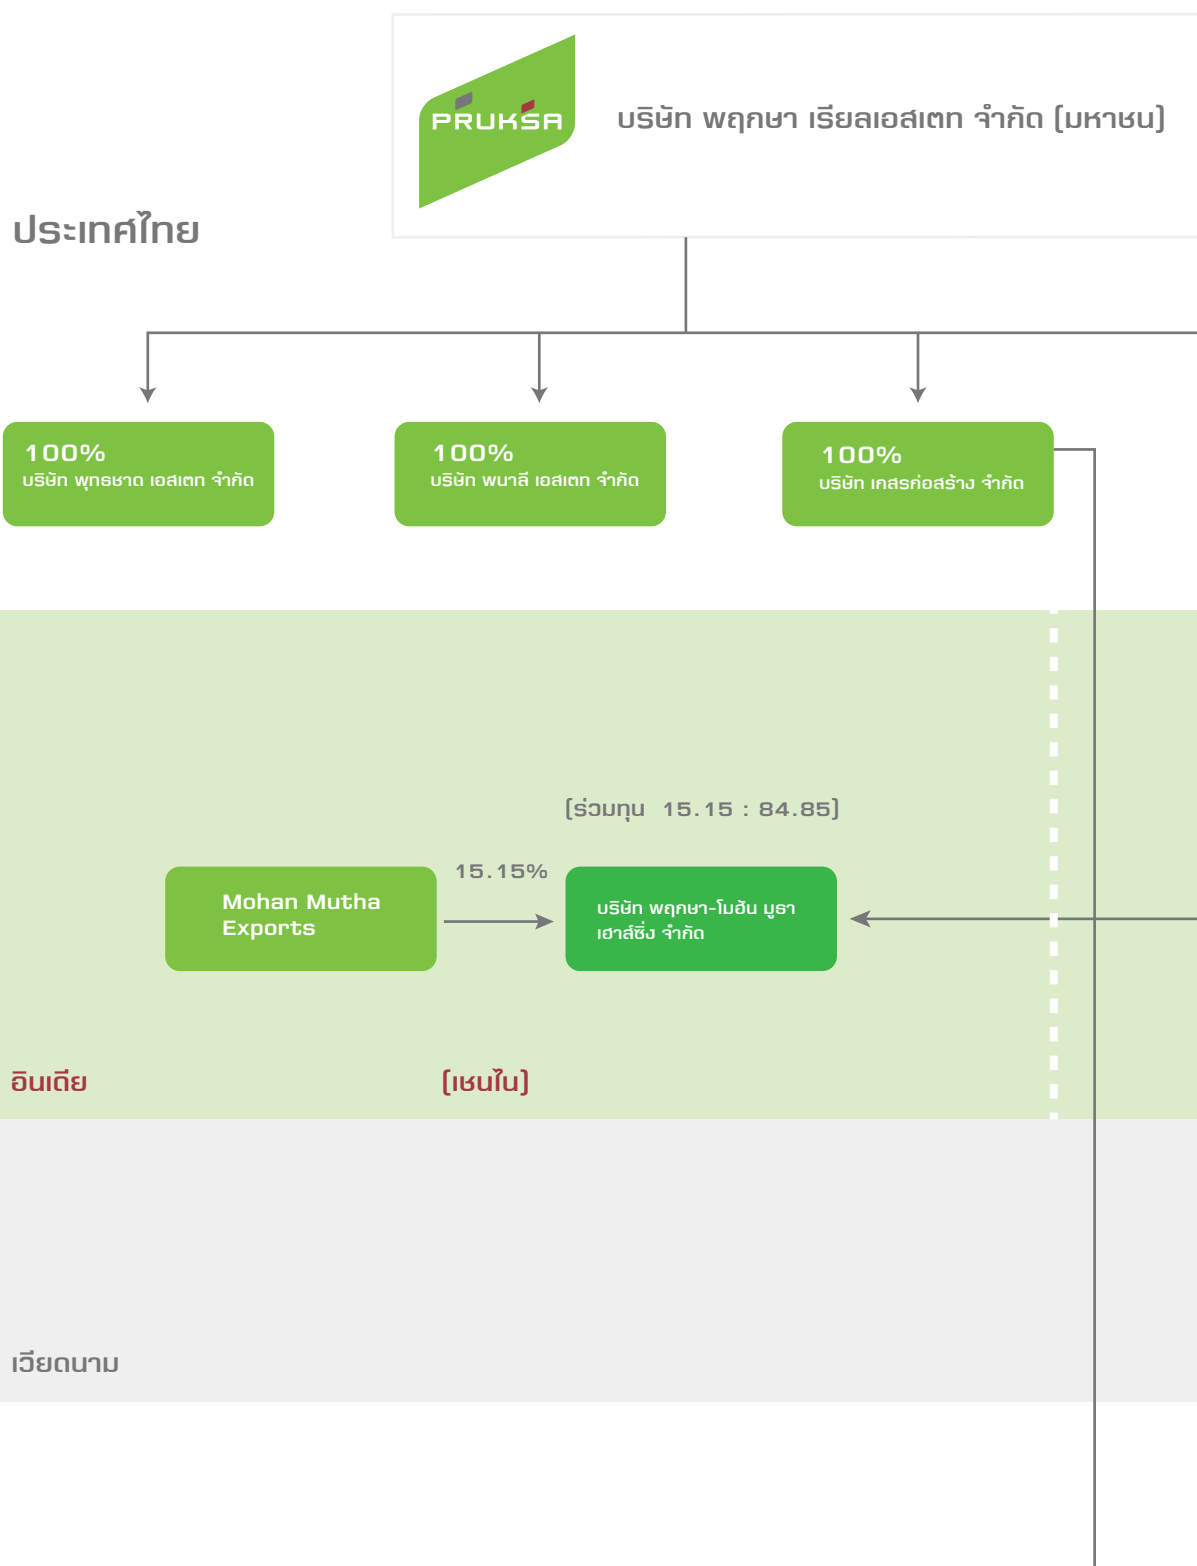 PRUKSA
บริษัท พฤกษา เรียลเอสเตท จำกัด (มหาชน)
ประเทศไทย
100%
บริษัท พุทธชาด เอสเตท จำกัด
100%
บริษัท พนาลี เอสเตท จำกัด
100%
บริษัท เกสรก่อสร้าง จำกัด
(ร่วมทุน 15.15 : 84.85)
15.15%
Mohan Mutha
Exports
บริษัท พฤกษา-โมฮัน มูธา
เฮาส์ซิ่ง จำกัด
อินเดีย
(เชนไน)
เวียดนาม